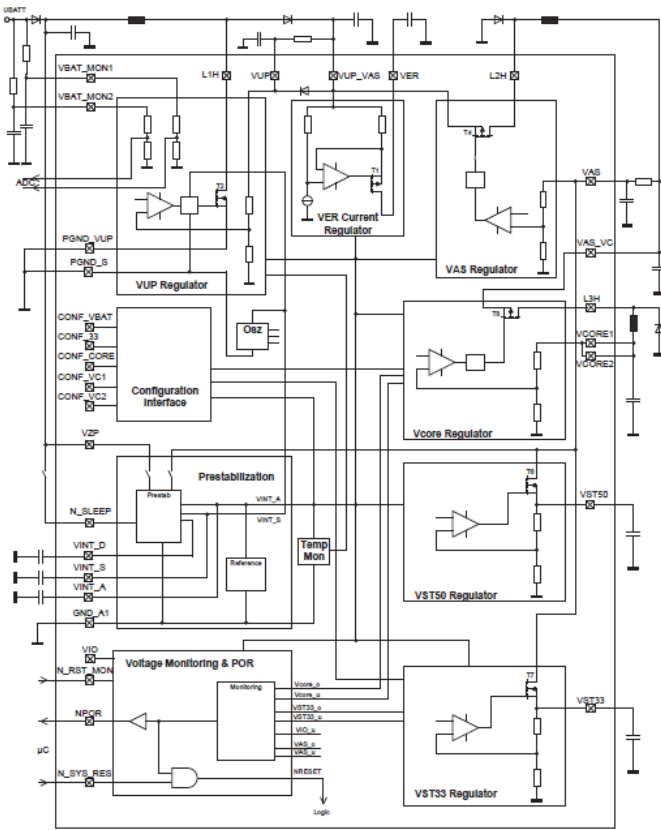 UBATT
VBAT_MON1
L1H
VUP
VUP_VAS
VER
L2H
VBAT_MON2
T4
T1
VAS
ADC
T2
VER Current
Regulator
PGND_VUP
VAS_VC
PGND_S
VUP Regulator
VAS Regulator
L3H
T5
CONF_VBAT
Osz
CONF_33
VCORE1
CONF_CORE
VCORE2
CONF_VC1
Configuration
Interface
CONF_VC2
Vcore Regulator
VZP
Prestabilization
T6
Prestab
VINT_A
VST50
N_SLEEP
VINT_S
Temp
Mon
VINT_D
VINT_S
Reference
VINT_A
VST50 Regulator
GND_A1
VIO
Voltage Monitoring & POR
N_RST_MON
T7
Monitoring
Vcore_o
Vcore_u
VST33
NPOR
VST33_o
VST33_u
VIO_u
VAS_o
VAS_u
µC
NRESET
N_SYS_RES
VST33 Regulator
Logic